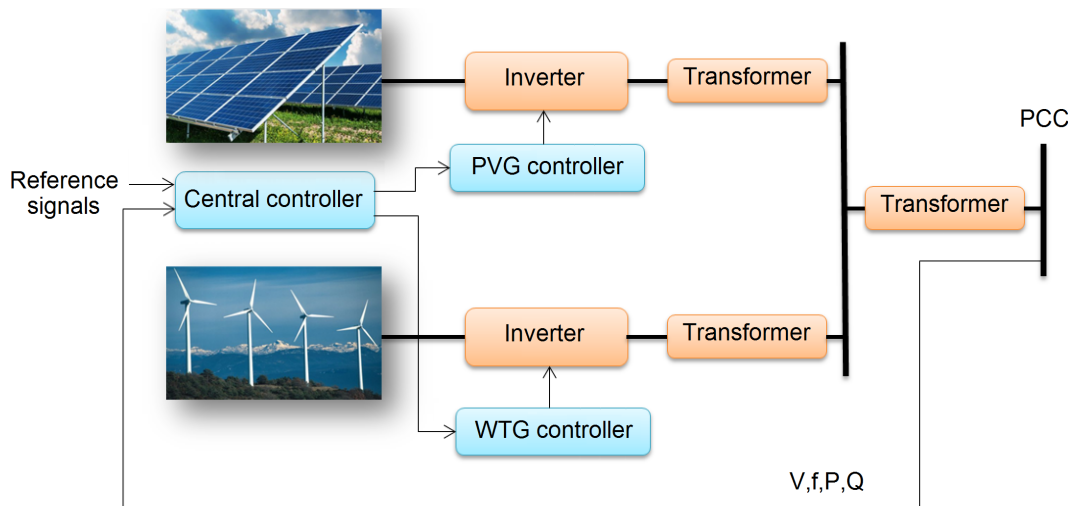 Inverter
Transformer
PCC
PVG controller
Reference
signals
Central controller
Transformer
Inverter
Transformer
WTG controller
V,f,P,Q